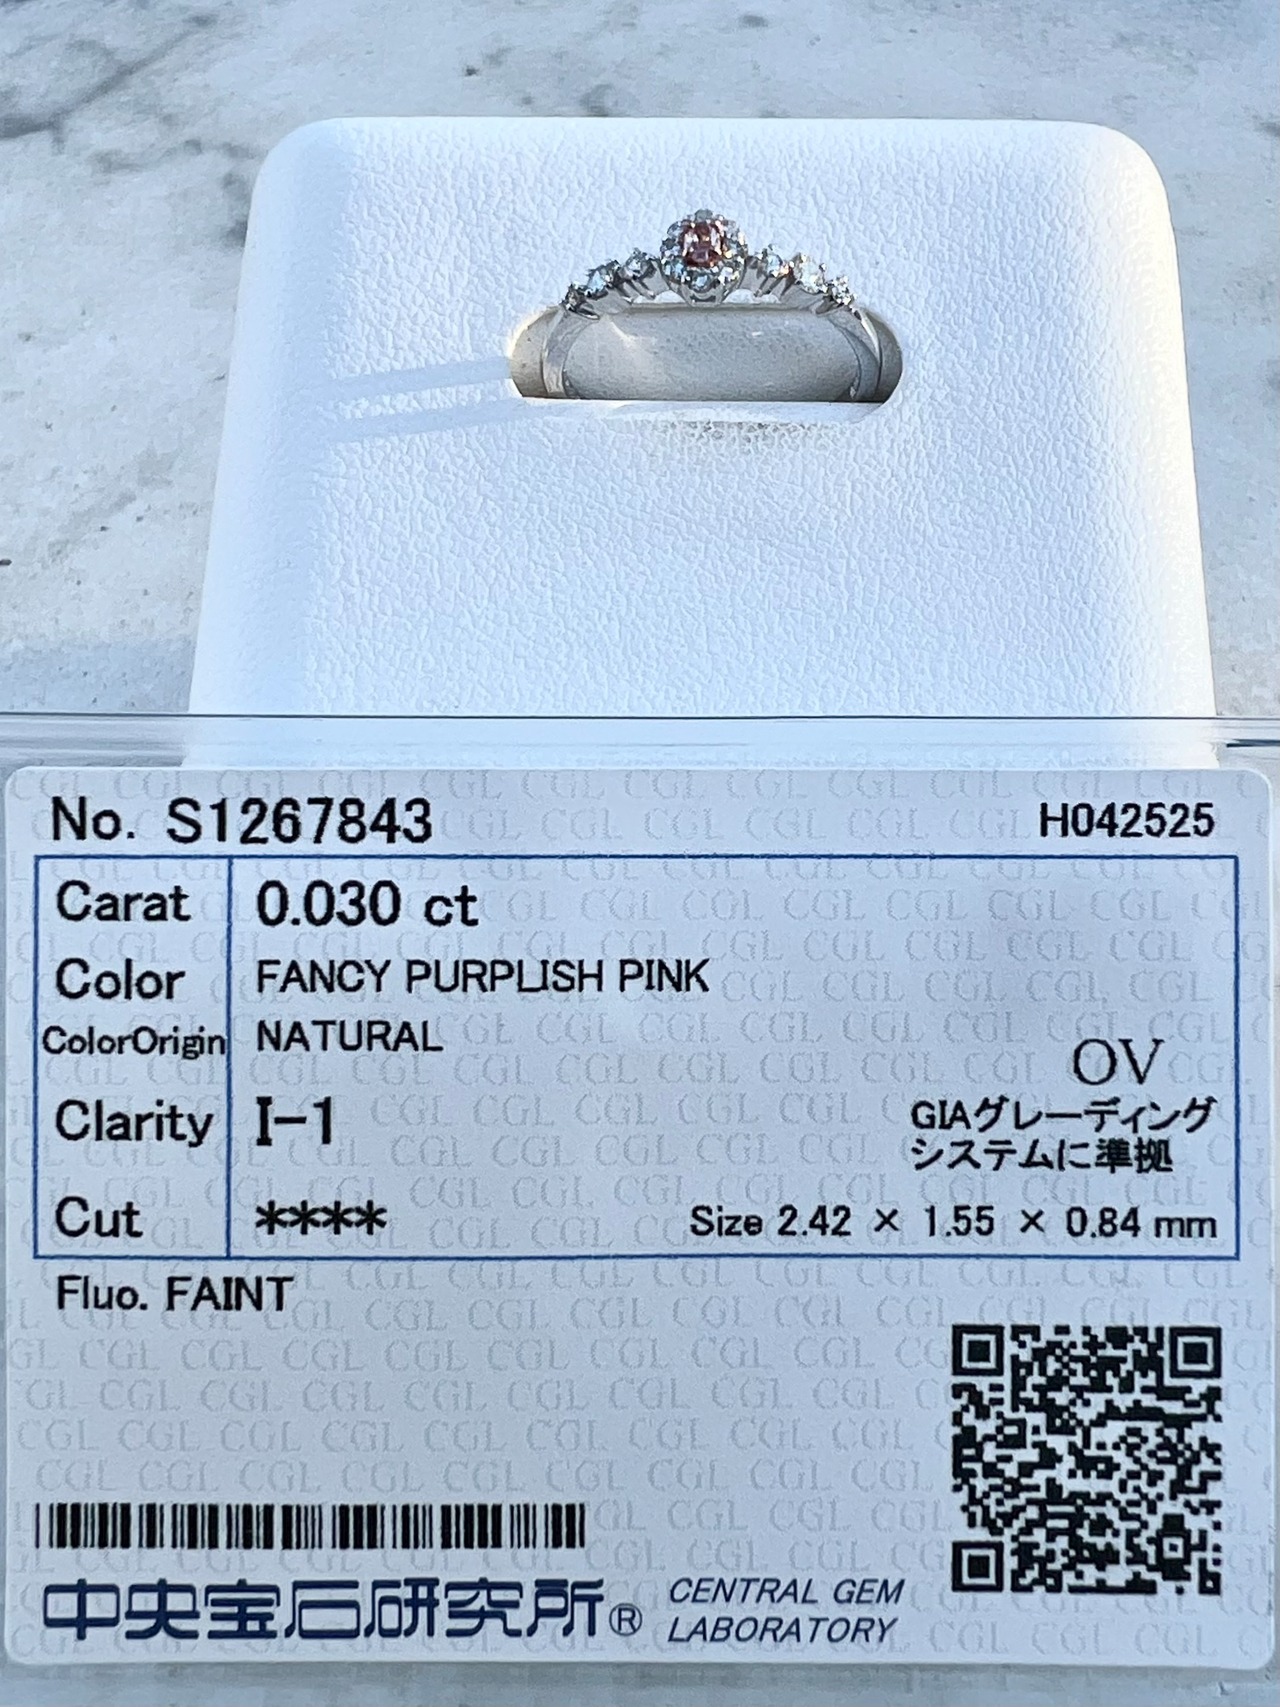 No. S1267843 H042525
Carat 0.030 ct
Color FANCY PURPLISH PINK
ColorOrigin NATURAL
OV
Clarity I-1
GIAグレーディング
システムに準拠
Cut **** Size 2.42 × 1.55 × 0.84 mm
Fluo. FAINT
中央宝石研究所® CENTRAL GEM
LABORATORY